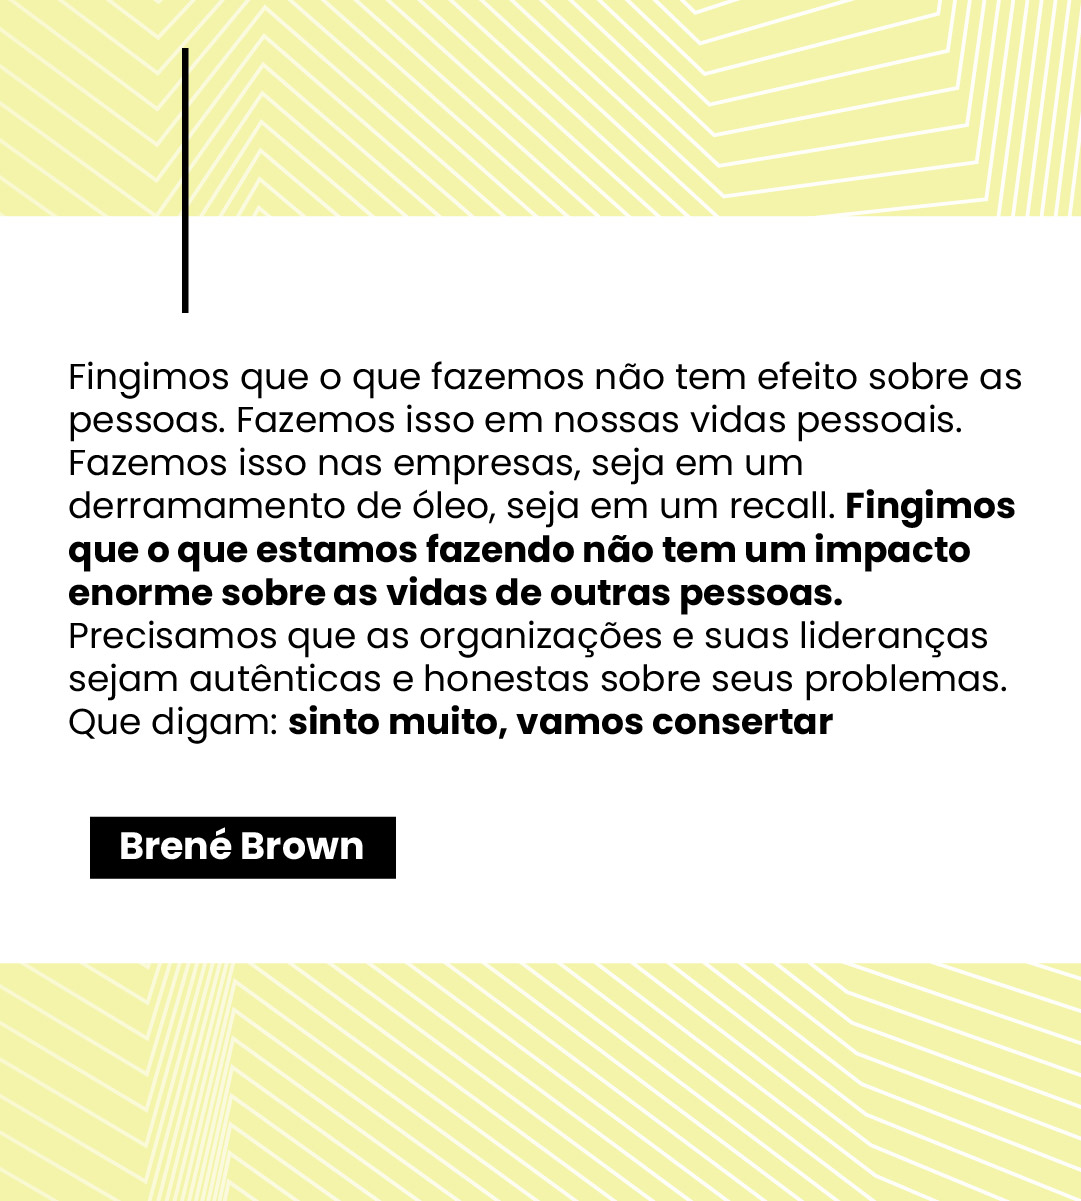 Fingimos que o que fazemos não tem efeito sobre as
pessoas. Fazemos isso em nossas vidas pessoais.
Fazemos isso nas empresas, seja em um
derramamento de óleo, seja em um recall. Fingimos
que o que estamos fazendo não tem um impacto
enorme sobre as vidas de outras pessoas.
Precisamos que as organizações e suas lideranças
sejam autênticas e honestas sobre seus problemas.
Que digam: sinto muito, vamos consertar
Brené Brown